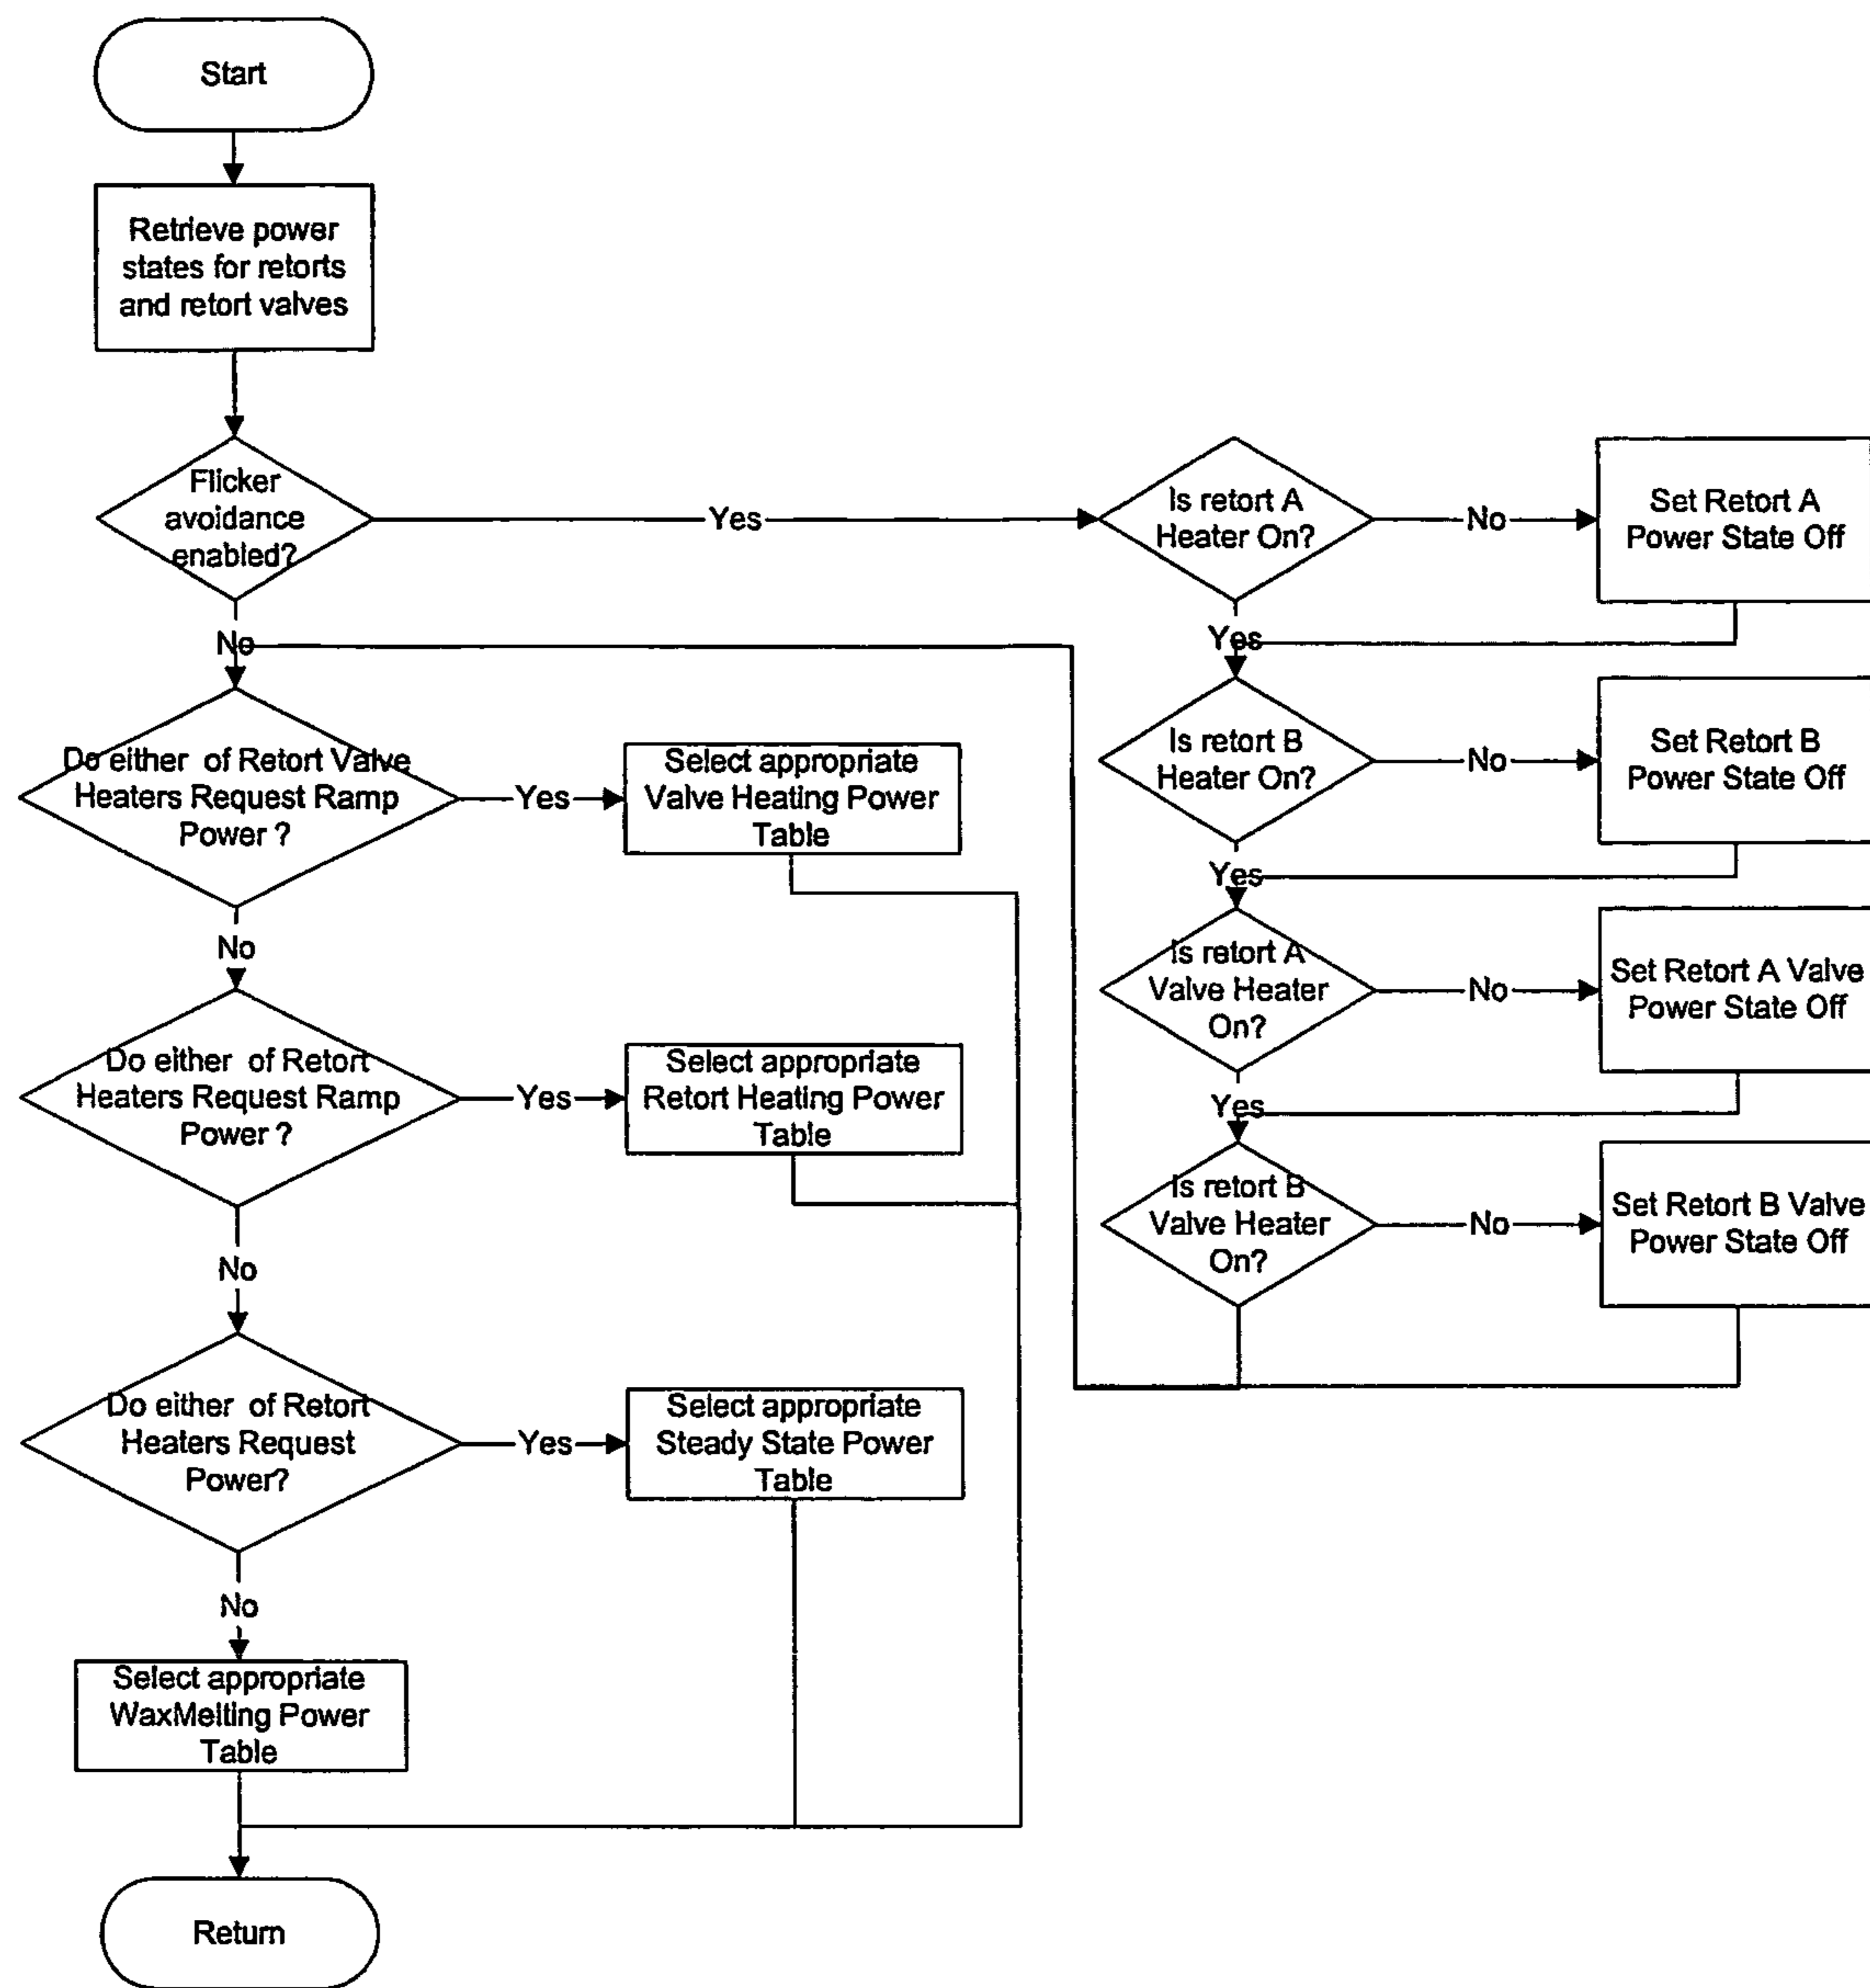 Start
Retrieve power
states for retorts
and retort valves
Flicker
avoidance
enabled?
Yes
Is retort A
Heater On?
No
Set Retort A
Power State Off
No
Yes
Is retort B
Heater On?
No
Set Retort B
Power State Off
Do either of Retort Valve
Heaters Request Ramp
Power ?
Yes
Select appropriate
Valve Heating Power
Table
Yes
Is retort A
Valve Heater
On?
No
Set Retort A Valve
Power State Off
No
Do either of Retort
Heaters Request Ramp
Power ?
Yes
Select appropriate
Retort Heating Power
Table
Yes
Is retort B
Valve Heater
On?
No
Set Retort B Valve
Power State Off
No
Do either of Retort
Heaters Request
Power?
Yes
Select appropriate
Steady State Power
Table
No
Select appropriate
WaxMelting Power
Table
Return